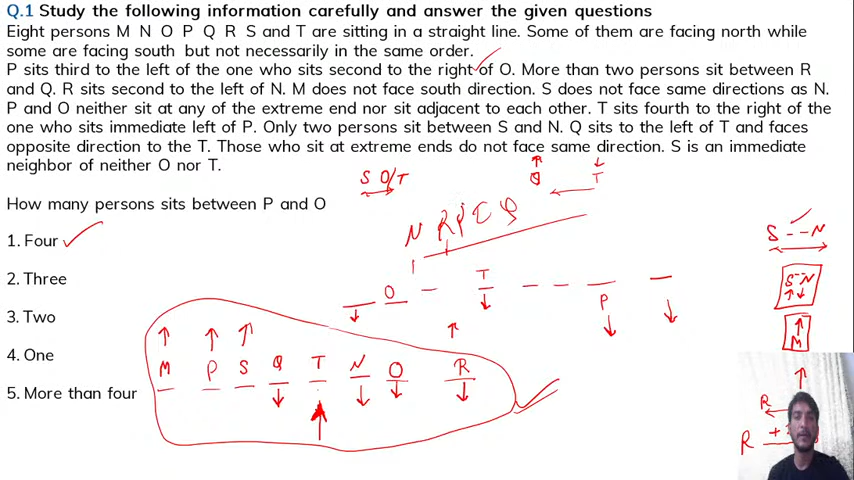 Q.1 Study the following information carefully and answer the given questions
Eight persons M N O P Q R S and T are sitting in a straight line. Some of them are facing north while
some are facing south but not necessarily in the same order.
P sits third to the left of the one who sits second to the right of O. More than two persons sit between R
and Q. R sits second to the left of N. M does not face south direction. S does not face same directions as N.
P and O neither sit at any of the extreme end nor sit adjacent to each other. T sits fourth to the right of the
one who sits immediate left of P. Only two persons sit between S and N. Q sits to the left of T and faces
opposite direction to the T. Those who sit at extreme ends do not face same direction. S is an immediate
neighbor of neither O nor T.
S O/T
Q T
How many persons sits between P and O
N R P
1. Four
S - - N
2. Three
S - - N
O T
P
3. Two
M
4. One
M P S Q T N O R
5. More than four
R
R